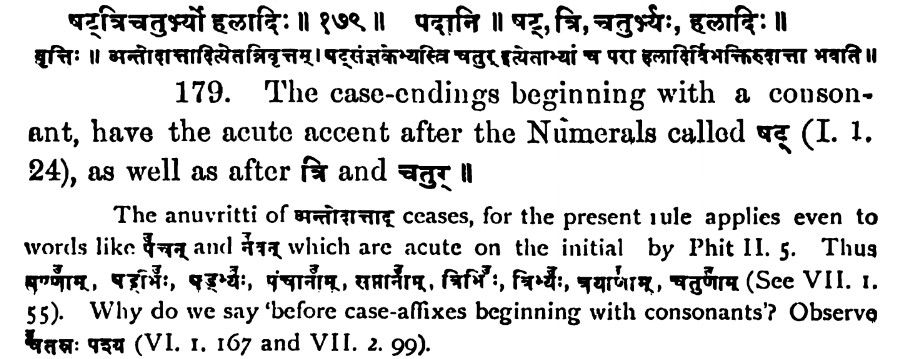 षट्त्रिचतुर्भ्यो हलादिः ॥ १७९ ॥ पदानि ॥ षट्, त्रि, चतुर्भ्यः, हलादिः ॥
वृत्तिः ॥ अन्तोदात्तादित्येतन्निवृत्तम् । षट्संज्ञकेभ्यस्त्रि चतुर् इत्येताभ्यां च परा हलादिर्विभक्तिरुदात्ता भवति ॥
179. The case-endings beginning with a conson-
ant, have the acute accent after the Numerals called षट् (I. 1.
24), as well as after त्रि and चतुर् ॥
The anuvritti of अन्तोदात्ताद् ceases, for the present rule applies even to
words like पँचन् and नँवन् which are acute on the initial by Phit II. 5. Thus
षण्णाँम्, षड्भिँः, षड्भ्यँः, पंचानाँम्, सप्तानाँम्, त्रिभिँः, त्रिभ्यँः, त्रयाणाँम्, चतुर्णाँम् (See VII. 1.
55). Why do we say 'before case-affixes beginning with consonants'? Observe
चँतस्रः पश्य (VI. 1. 167 and VII. 2. 99).